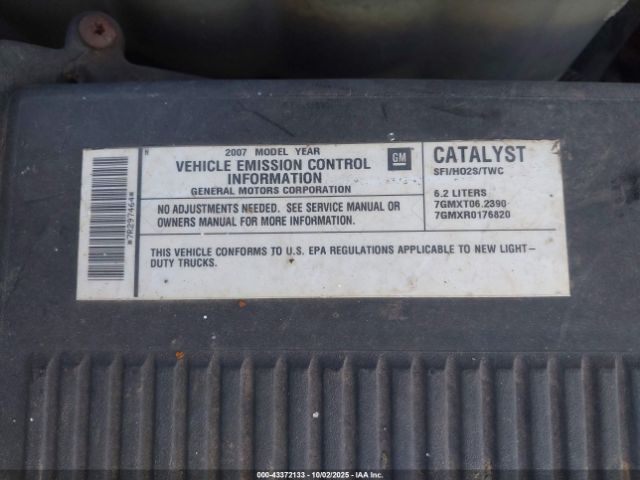 2007 MODEL YEAR
VEHICLE EMISSION CONTROL
INFORMATION
GENERAL MOTORS CORPORATION
GM
CATALYST
SFI/HO2S/TWC
NO ADJUSTMENTS NEEDED. SEE SERVICE MANUAL OR
OWNERS MANUAL FOR MORE INFORMATION.
6.2 LITERS
7GMXT06.2390
7GMXR0176820
THIS VEHICLE CONFORMS TO U.S. EPA REGULATIONS APPLICABLE TO NEW LIGHT-
DUTY TRUCKS.
*7R297464*
000-43372133 - 10/02/2025 - IAA Inc.